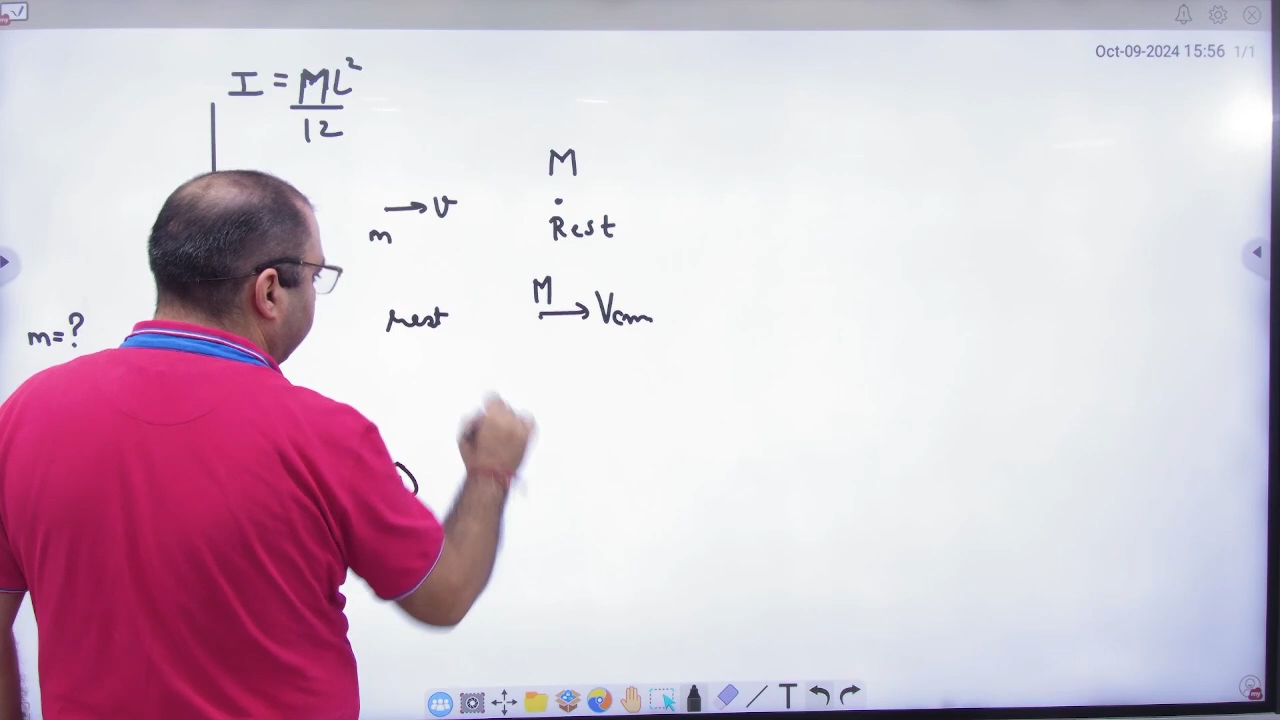 Oct-09-2024 15:56 1/1
I = ML²/12
M
m → v
Rest
M
rest → Vcm
m=?
T